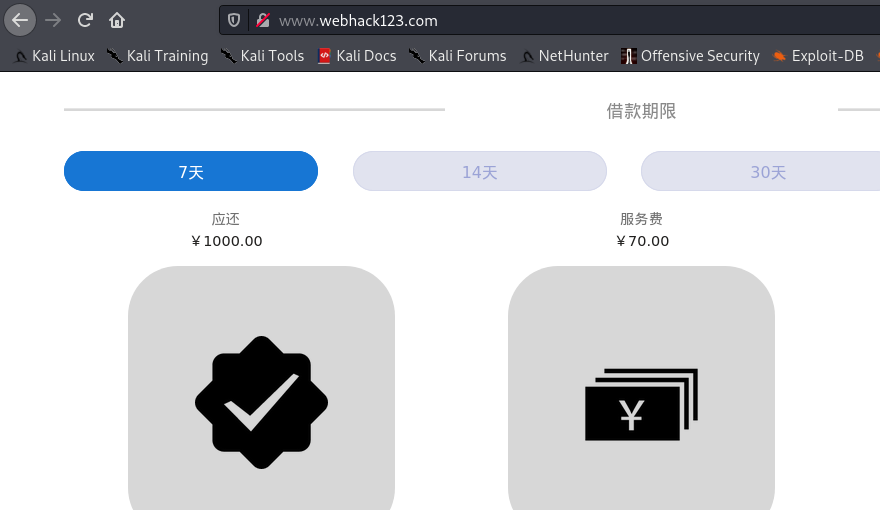 www.webhack123.com
Kali Linux Kali Training Kali Tools Kali Docs Kali Forums NetHunter Offensive Security Exploit-DB
借款期限
7天 14天 30天
应还 服务费
￥1000.00 ￥70.00
¥